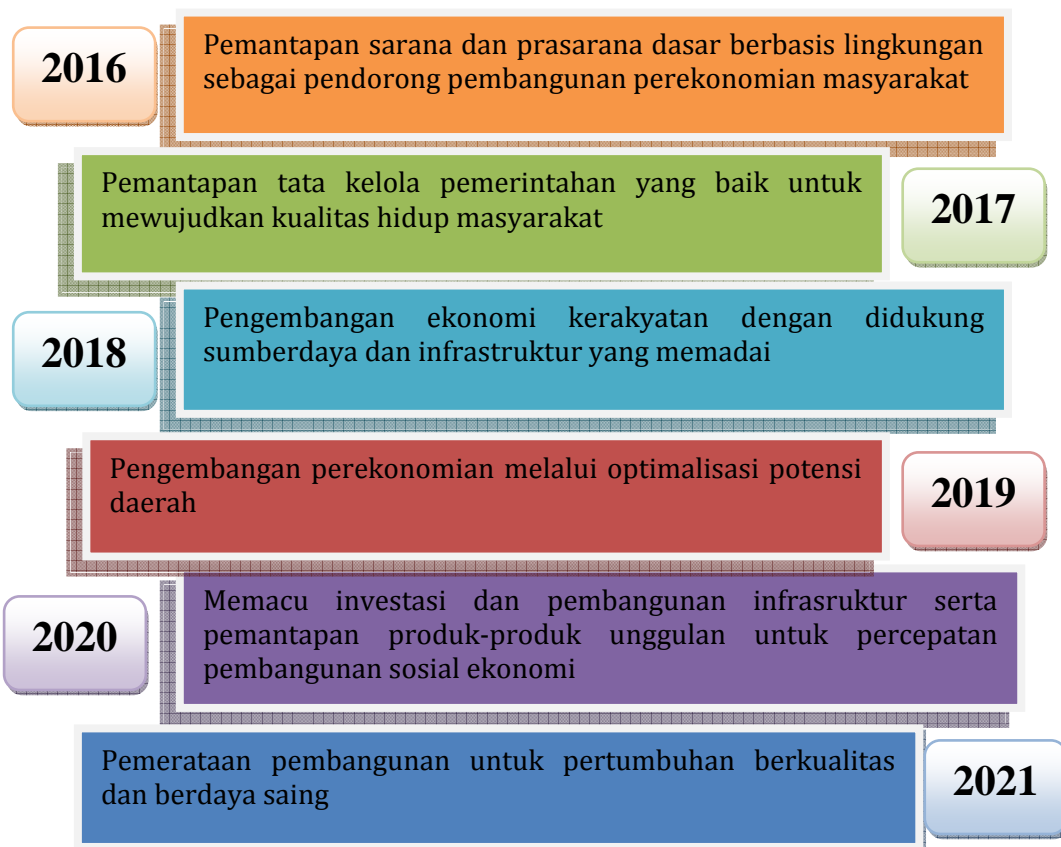 2016
Pemantapan sarana dan prasarana dasar berbasis lingkungan
sebagai pendorong pembangunan perekonomian masyarakat
Pemantapan tata kelola pemerintahan yang baik untuk
mewujudkan kualitas hidup masyarakat
2017
2018
Pengembangan ekonomi kerakyatan dengan didukung
sumberdaya dan infrastruktur yang memadai
Pengembangan perekonomian melalui optimalisasi potensi
daerah
2019
2020
Memacu investasi dan pembangunan infrasruktur serta
pemantapan produk-produk unggulan untuk percepatan
pembangunan sosial ekonomi
Pemerataan pembangunan untuk pertumbuhan berkualitas
dan berdaya saing
2021